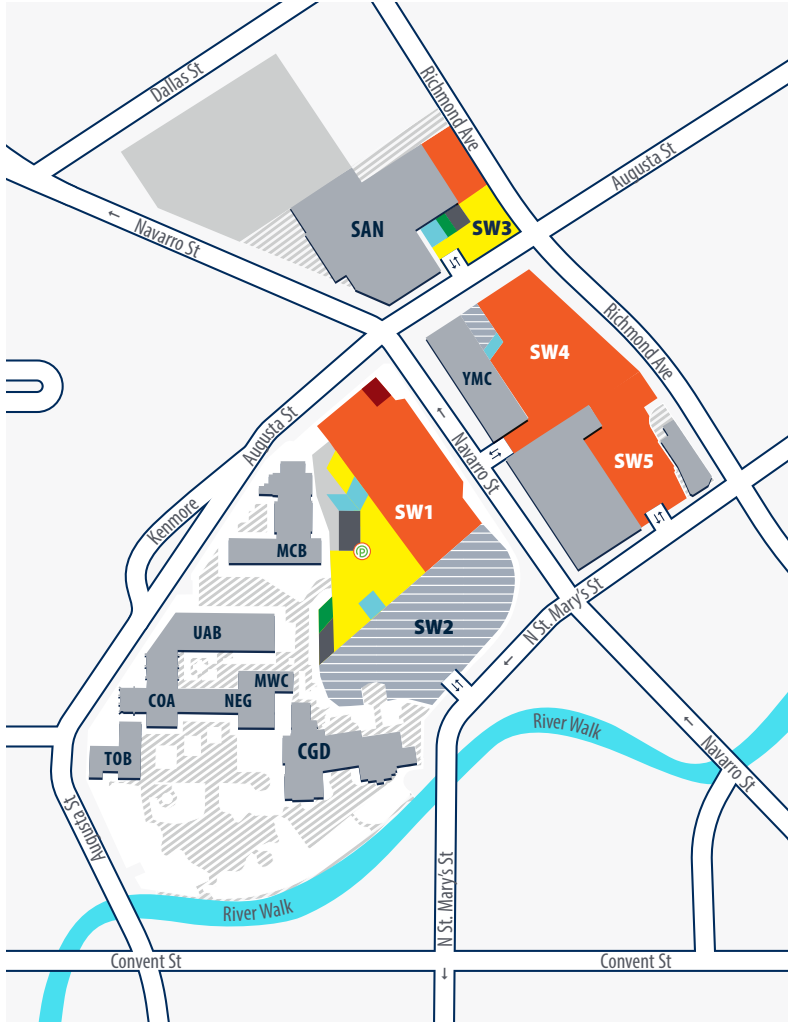 Dallas St
Richmond Ave
Augusta St
Navarro St
SAN
SW3
SW4
Richmond Ave
YMC
Augusta St
Navarro St
SW5
Kenmore
SW1
P
MCB
N St. Mary's St
UAB
SW2
MWC
COA
NEG
River Walk
TOB
CGD
Navarro St
Augusta St
N St. Mary's St
River Walk
Convent St
Convent St